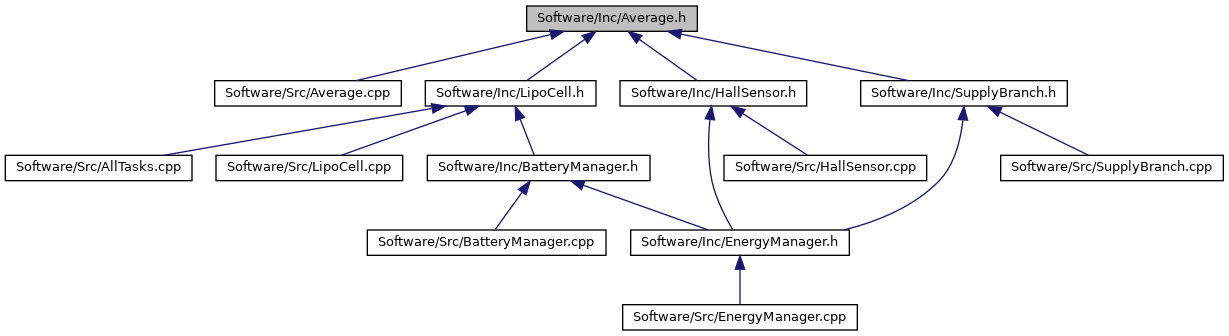 Software/Inc/Average.h
Software/Src/Average.cpp
Software/Inc/LipoCell.h
Software/Inc/HallSensor.h
Software/Inc/SupplyBranch.h
Software/Src/AllTasks.cpp
Software/Src/LipoCell.cpp
Software/Inc/BatteryManager.h
Software/Src/HallSensor.cpp
Software/Src/SupplyBranch.cpp
Software/Src/BatteryManager.cpp
Software/Inc/EnergyManager.h
Software/Src/EnergyManager.cpp